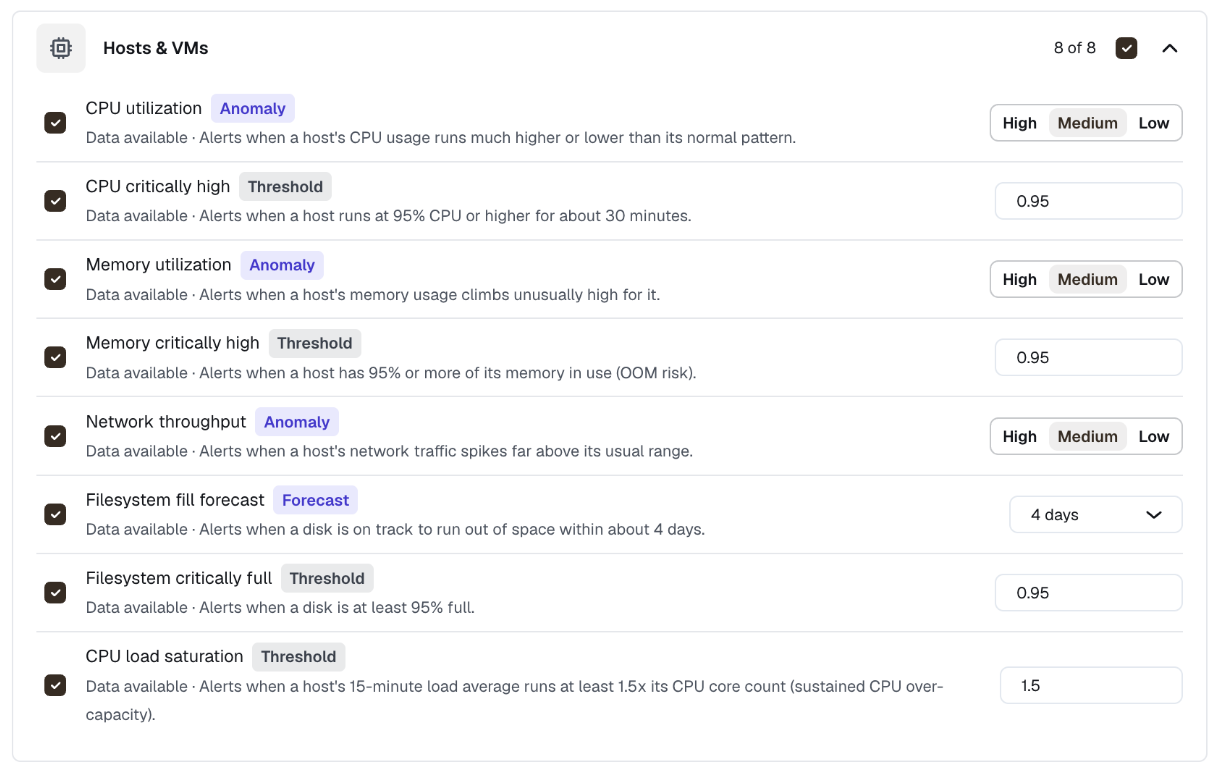 Hosts & VMs
8 of 8
CPU utilization Anomaly
Data available · Alerts when a host's CPU usage runs much higher or lower than its normal pattern.
High Medium Low
CPU critically high Threshold
Data available · Alerts when a host runs at 95% CPU or higher for about 30 minutes.
0.95
Memory utilization Anomaly
Data available · Alerts when a host's memory usage climbs unusually high for it.
High Medium Low
Memory critically high Threshold
Data available · Alerts when a host has 95% or more of its memory in use (OOM risk).
0.95
Network throughput Anomaly
Data available · Alerts when a host's network traffic spikes far above its usual range.
High Medium Low
Filesystem fill forecast Forecast
Data available · Alerts when a disk is on track to run out of space within about 4 days.
4 days
Filesystem critically full Threshold
Data available · Alerts when a disk is at least 95% full.
0.95
CPU load saturation Threshold
Data available · Alerts when a host's 15-minute load average runs at least 1.5x its CPU core count (sustained CPU over-
capacity).
1.5